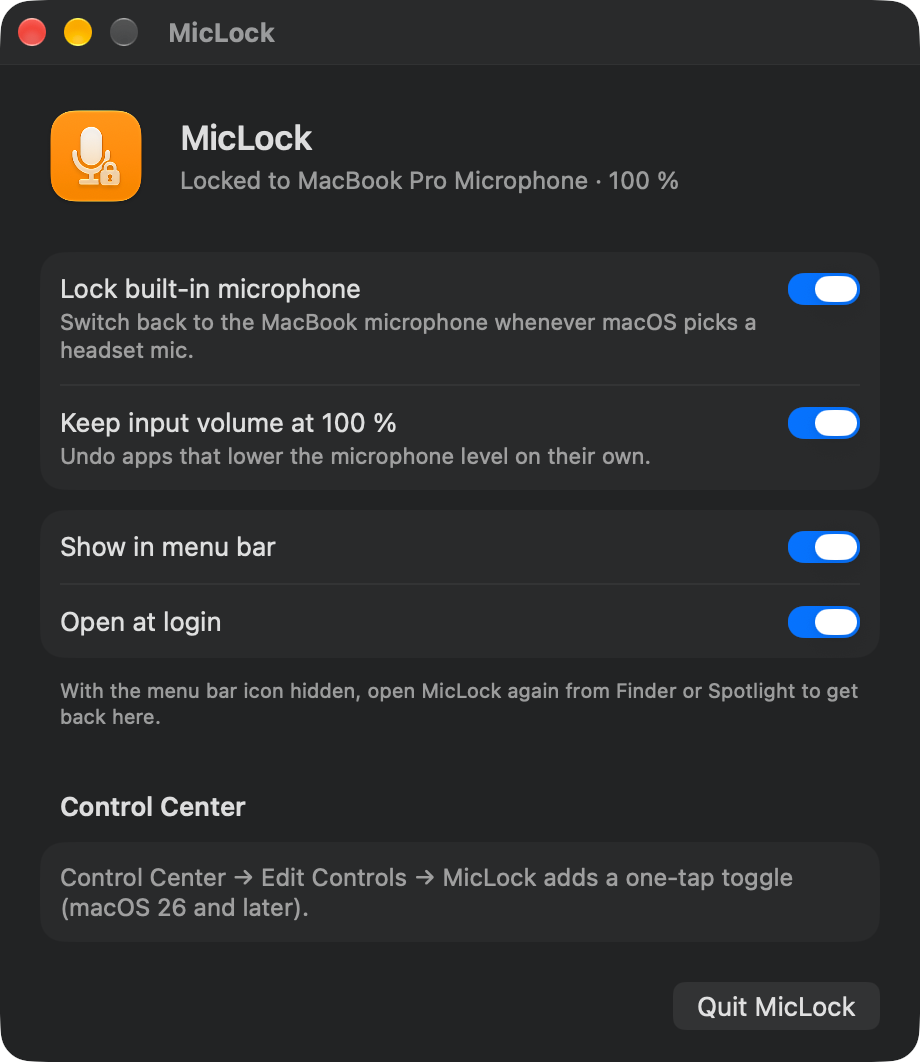 MicLock
MicLock
Locked to MacBook Pro Microphone · 100 %
Lock built-in microphone
Switch back to the MacBook microphone whenever macOS picks a
headset mic.
Keep input volume at 100 %
Undo apps that lower the microphone level on their own.
Show in menu bar
Open at login
With the menu bar icon hidden, open MicLock again from Finder or Spotlight to get
back here.
Control Center
Control Center → Edit Controls → MicLock adds a one-tap toggle
(macOS 26 and later).
Quit MicLock